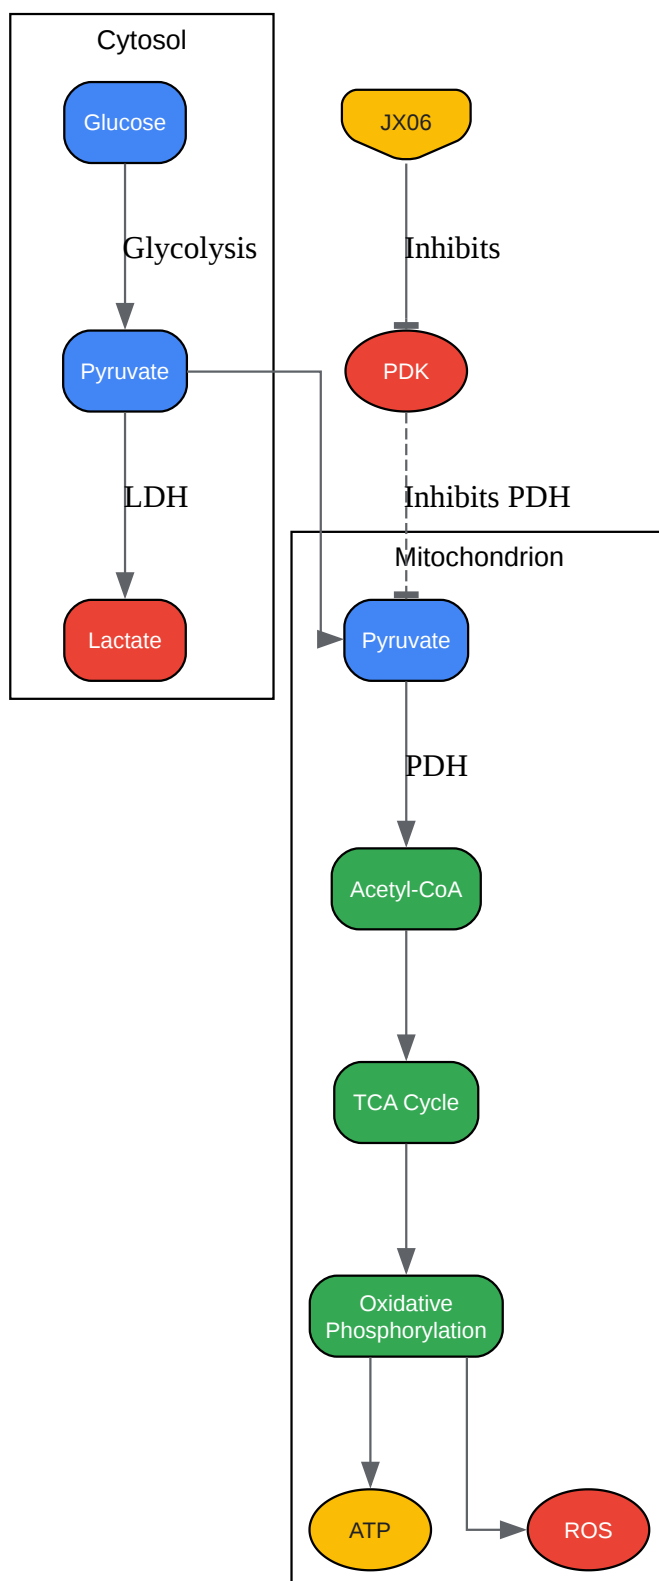 Cytosol
Glucose
JX06
Glycolysis
Inhibits
Pyruvate
PDK
LDH
Inhibits PDH
Mitochondrion
Lactate
Pyruvate
PDH
Acetyl-CoA
TCA Cycle
Oxidative
Phosphorylation
ATP
ROS